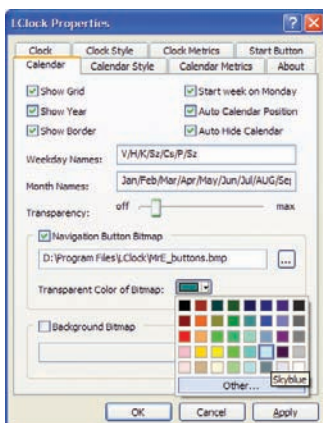 LClock Properties
Clock Clock Style Clock Metrics Start Button
Calendar Calendar Style Calendar Metrics About
Show Grid Start week on Monday
Show Year Auto Calendar Position
Show Border Auto Hide Calendar
Weekday Names: V/H/K/Sz/Cs/P/Sz
Month Names: Jan/Feb/Mar/Apr/May/Jun/Jul/AUG/Sep
Transparency: off max
Navigation Button Bitmap
D:\Program Files\LClock\MrE_buttons.bmp ...
Transparent Color of Bitmap:
Background Bitmap
Skyblue
Other...
OK Cancel Apply